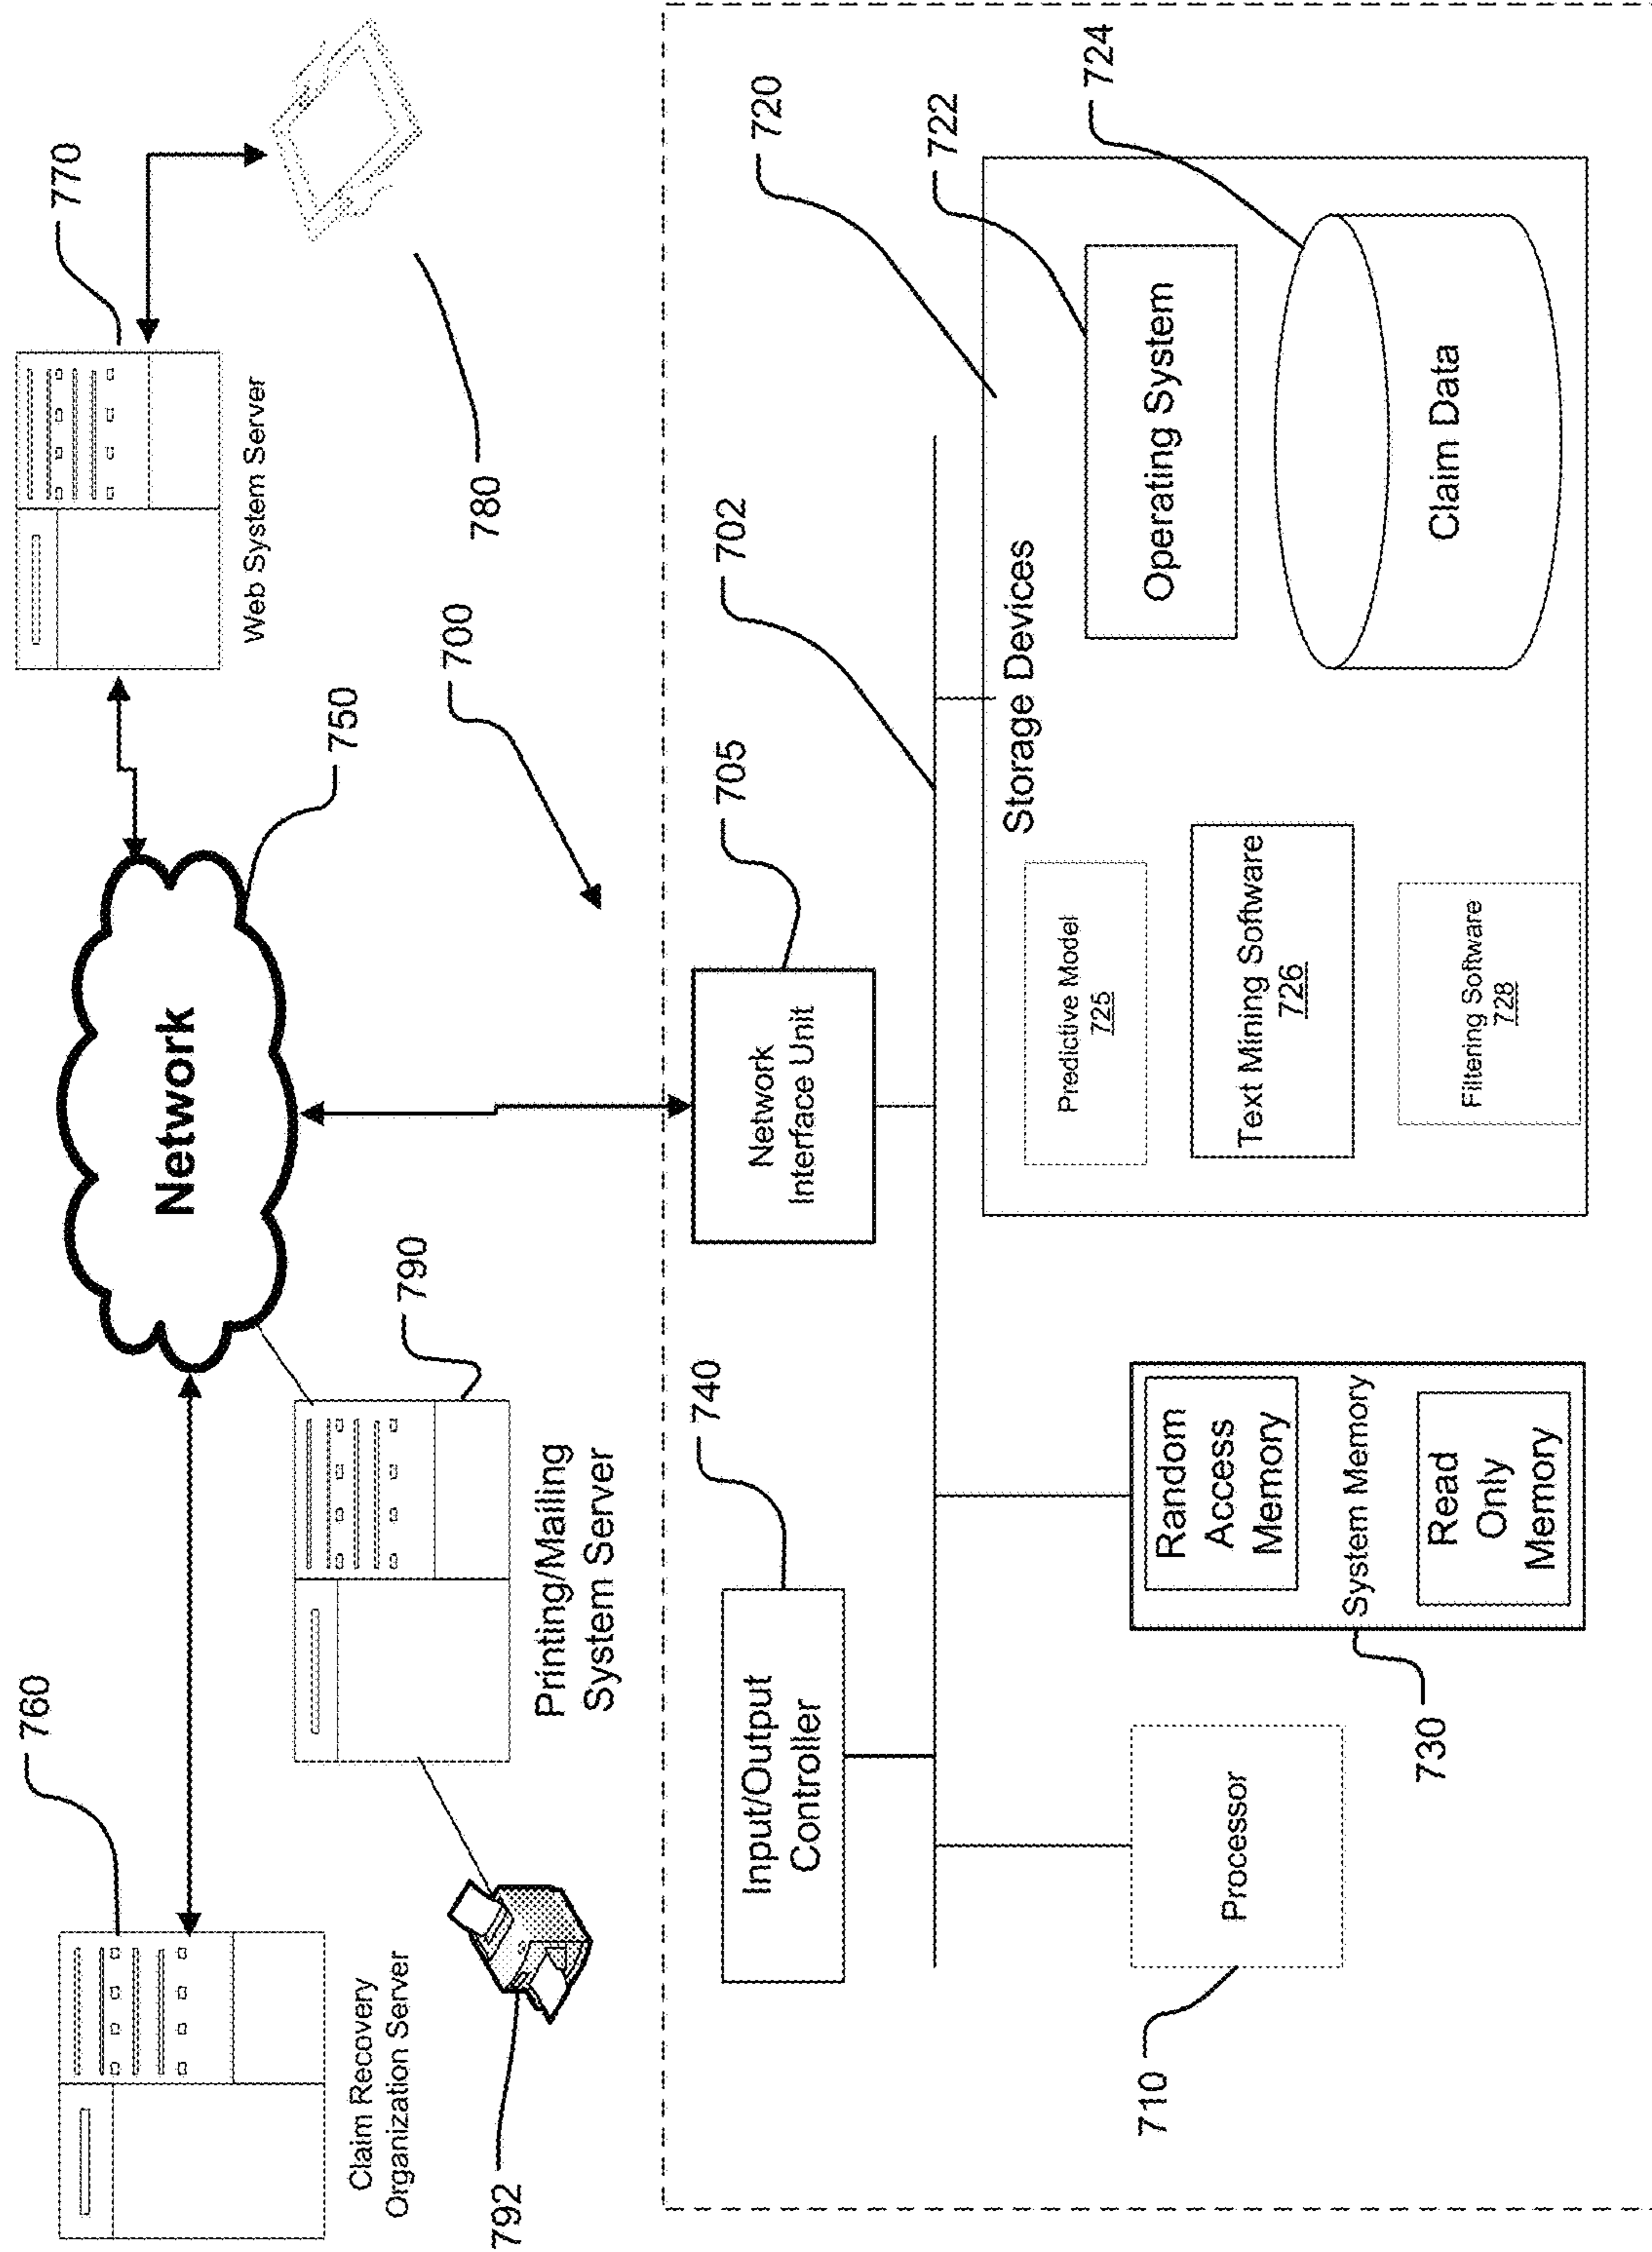 760
Claim Recovery
Organization Server
792
790
Printing/Mailing
System Server
Network
750
770
Web System Server
780
700
740
Input/Output
Controller
705
Network
Interface Unit
702
720
710
Processor
730
Random
Access
Memory
System Memory
Read
Only
Memory
Storage Devices
Predictive Model
725
Text Mining Software
726
Filtering Software
728
722
Operating System
724
Claim Data